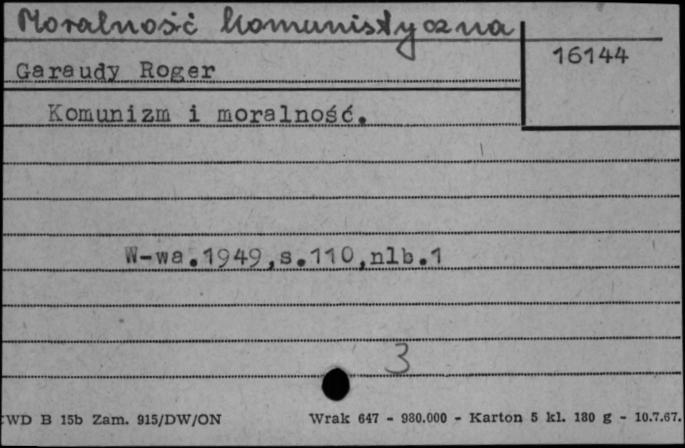 Moralność komunistyczna
16144
Garaudy Roger
Komunizm i moralność.
W-wa.1949,s.110,nlb.1
3
WD B 15b Zam. 915/DW/ON Wrak 647 - 980.000 - Karton 5 kl. 180 g - 10.7.67.